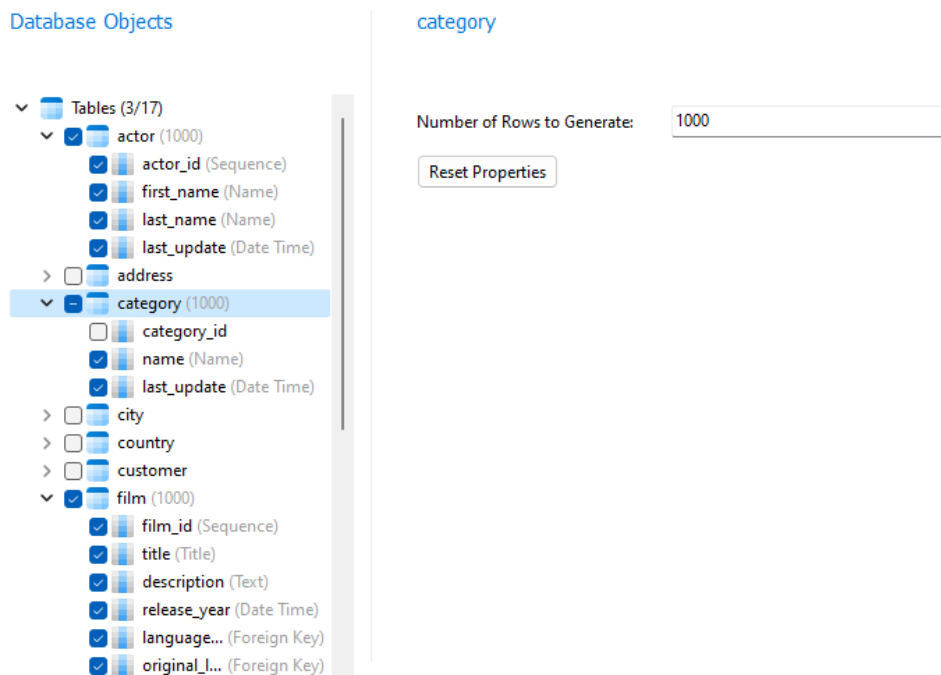 Database Objects
category
Tables (3/17)
actor (1000)
actor_id (Sequence)
first_name (Name)
last_name (Name)
last_update (Date Time)
address
category (1000)
category_id
name (Name)
last_update (Date Time)
city
country
customer
film (1000)
film_id (Sequence)
title (Title)
description (Text)
release_year (Date Time)
language... (Foreign Key)
original_l... (Foreign Key)
Number of Rows to Generate: 1000
Reset Properties